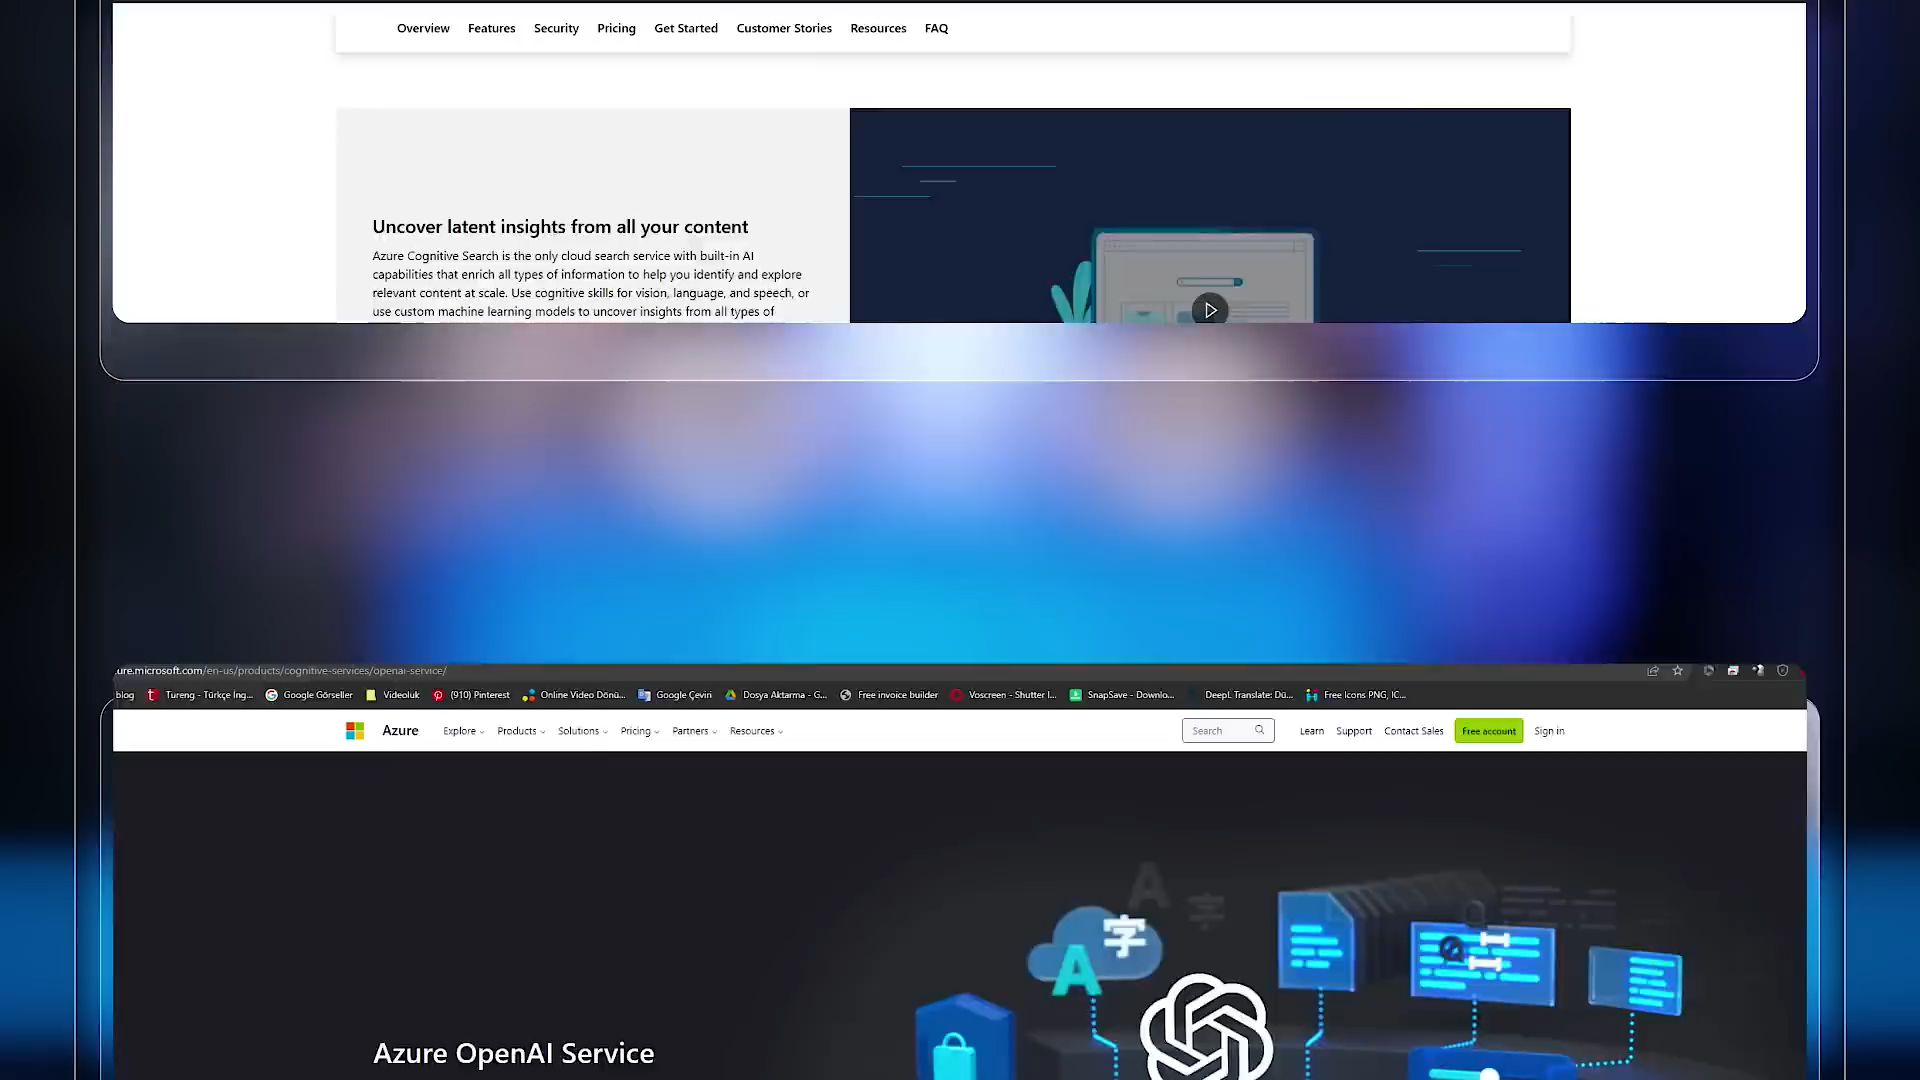 Overview Features Security Pricing Get Started Customer Stories Resources FAQ
Uncover latent insights from all your content
Azure Cognitive Search is the only cloud search service with built-in AI
capabilities that enrich all types of information to help you identify and explore
relevant content at scale. Use cognitive skills for vision, language, and speech, or
use custom machine learning models to uncover insights from all types of
ure.microsoft.com/en-us/products/cognitive-services/openai-service/
blog Tureng - Türkçe İng... Google Görseller Videoluk (910) Pinterest Online Video Dönü... Google Çeviri Dosya Aktarma - G... Free invoice builder Voscreen - Shutter I... SnapSave - Downlo... DeepL Translate: Dü... Free Icons PNG, IC...
Azure Explore Products Solutions Pricing Partners Resources Search Learn Support Contact Sales Free account Sign in
A 字
字
A
Azure OpenAI Service